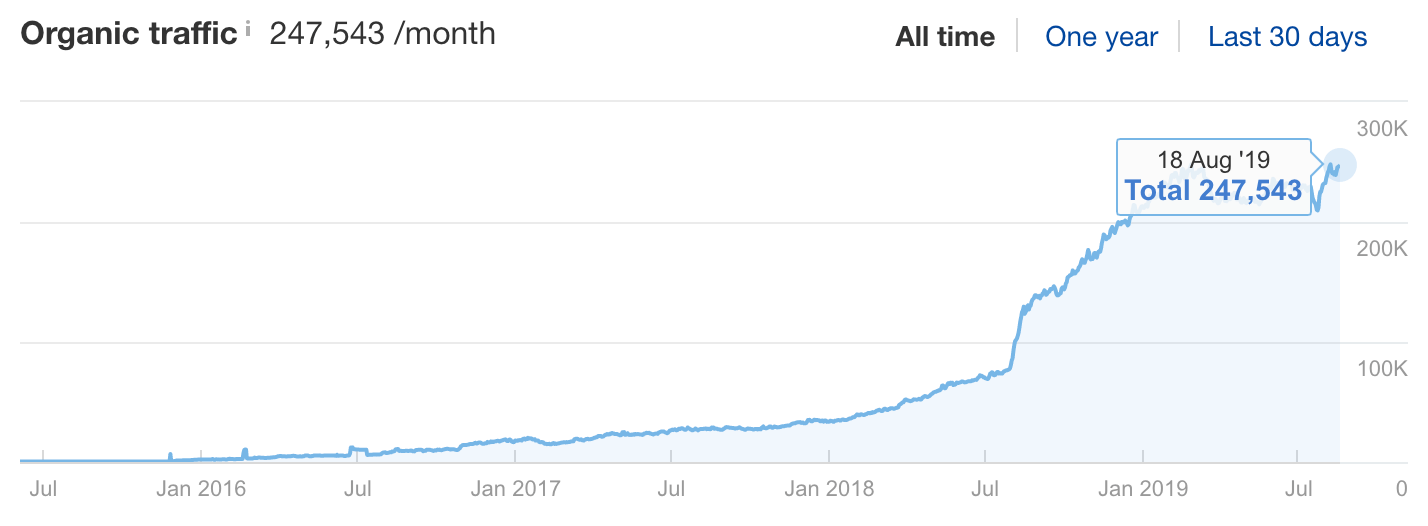 Organic traffic i 247,543 /month All time One year Last 30 days
300K
18 Aug '19
Total 247,543
200K
100K
Jul Jan 2016 Jul Jan 2017 Jul Jan 2018 Jul Jan 2019 Jul 0